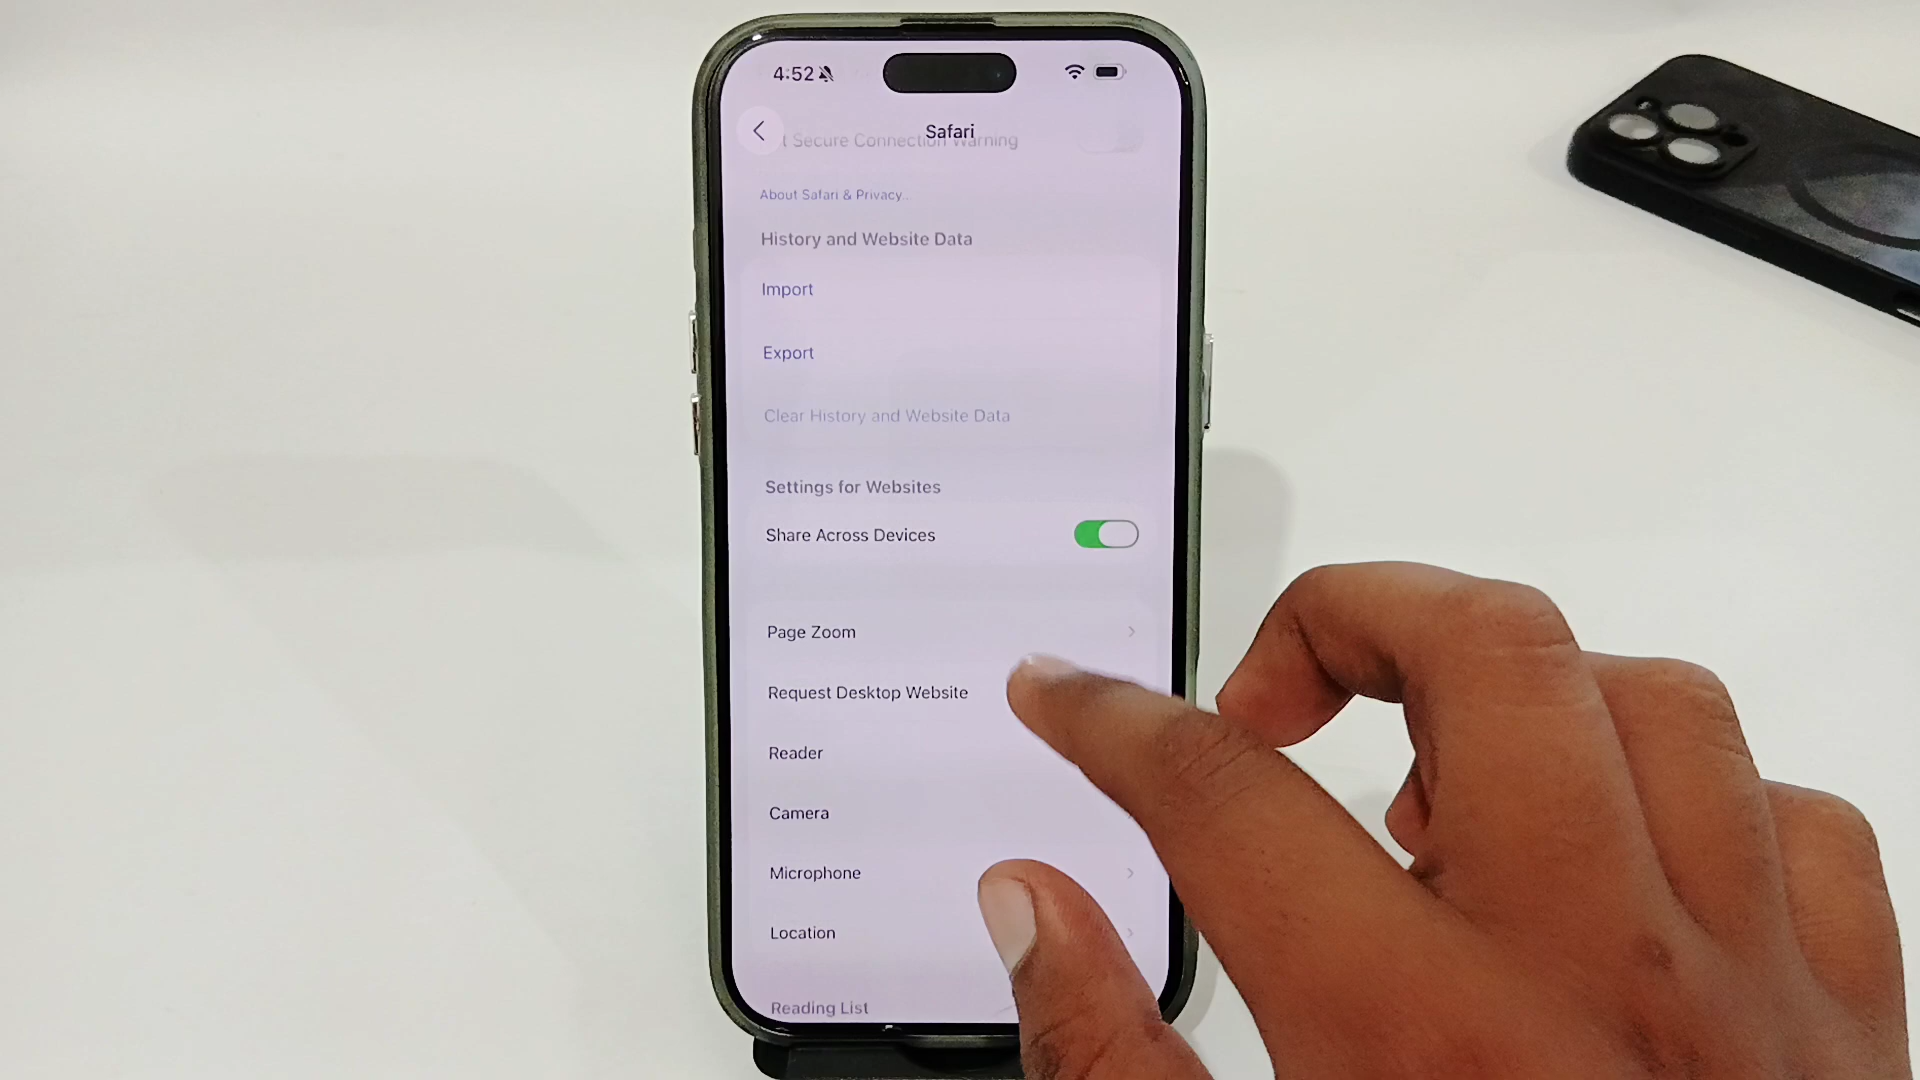 4:52
Safari
t Secure Connection Warning
About Safari & Privacy...
History and Website Data
Import
Export
Clear History and Website Data
Settings for Websites
Share Across Devices
Page Zoom
Request Desktop Website
Reader
Camera
Microphone
Location
Reading List